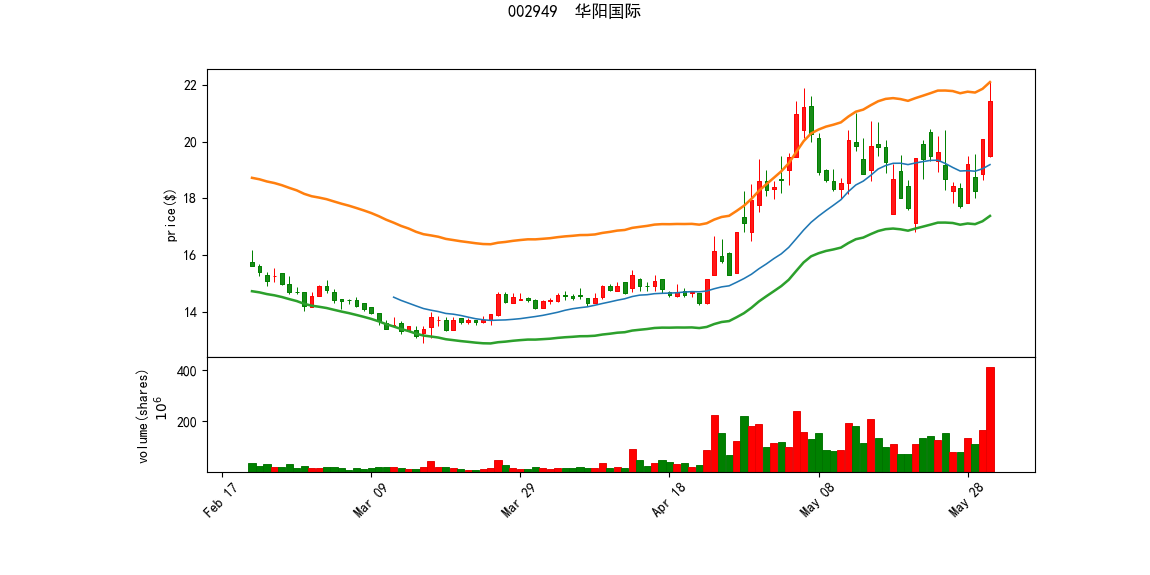 002949 华阳国际
price($)
22
20
18
16
14
volume(shares)
10^6
400
200
Feb 17
Mar 09
Mar 29
Apr 18
May 08
May 28